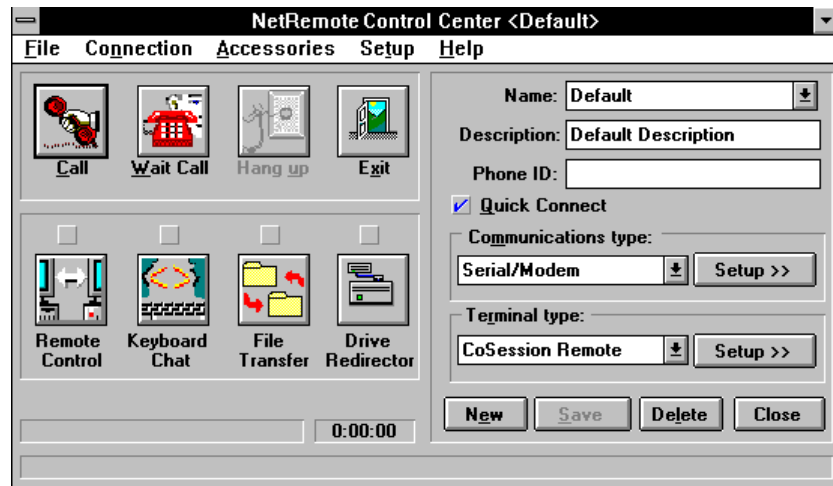 NetRemote Control Center <Default>
File Connection Accessories Setup Help
Call Wait Call Hang up Exit
Remote Control Keyboard Chat File Transfer Drive Redirector
0:00:00
Name: Default
Description: Default Description
Phone ID:
Quick Connect
Communications type:
Serial/Modem Setup >>
Terminal type:
CoSession Remote Setup >>
New Save Delete Close